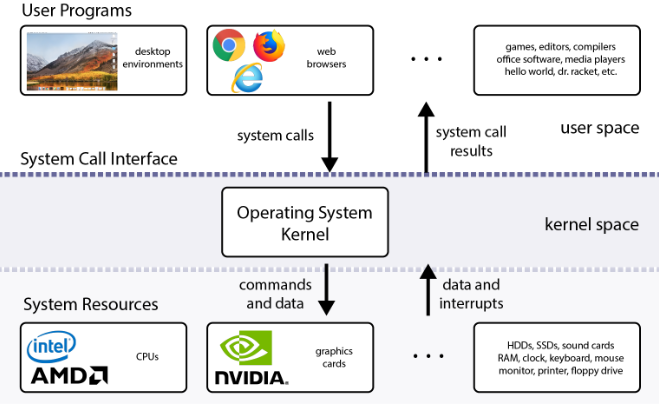 User Programs
desktop
environments
web
browsers
...
games, editors, compilers
office software, media players
hello world, dr. racket, etc.
system calls
system call
results
user space
System Call Interface
Operating System
Kernel
kernel space
commands
and data
data and
interrupts
System Resources
intel
AMD
CPUs
NVIDIA.
graphics
cards
...
HDDs, SSDs, sound cards
RAM, clock, keyboard, mouse
monitor, printer, floppy drive